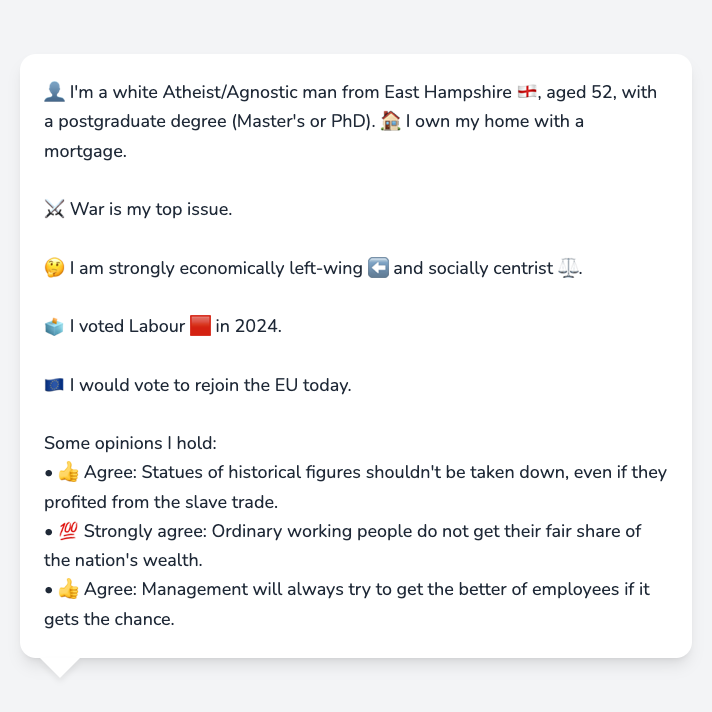 👤 I'm a white Atheist/Agnostic man from East Hampshire 🏴󠁧󠁢󠁥󠁮󠁧󠁿, aged 52, with
a postgraduate degree (Master's or PhD). 🏠 I own my home with a
mortgage.
⚔️ War is my top issue.
🤔 I am strongly economically left-wing ⬅️ and socially centrist ⚖️.
🗳️ I voted Labour 🟥 in 2024.
🇪🇺 I would vote to rejoin the EU today.
Some opinions I hold:
• 👍 Agree: Statues of historical figures shouldn't be taken down, even if they
profited from the slave trade.
• 💯 Strongly agree: Ordinary working people do not get their fair share of
the nation's wealth.
• 👍 Agree: Management will always try to get the better of employees if it
gets the chance.